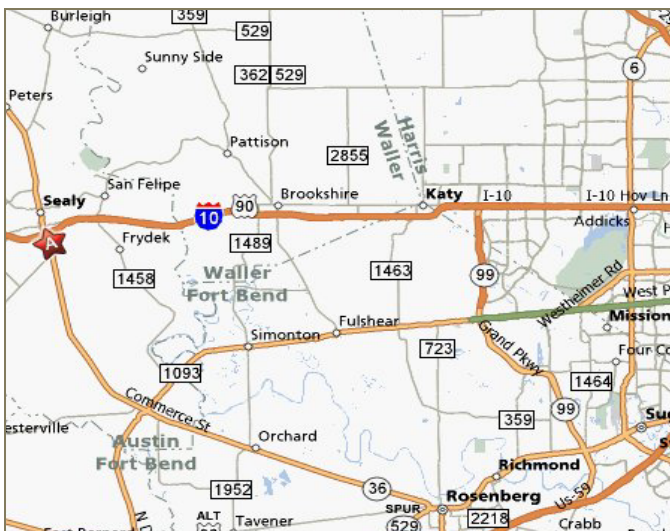 Burleigh
359
529
Sunny Side
6
362 529
Peters
Pattison
2855
Harris
Waller
San Felipe
Sealy
90
Brookshire
Katy
I-10
I-10 Hov Ln
10
Addicks
A
Frydek
1489
1458
Waller
Fort Bend
1463
99
Westheimer Rd
West P
Mission
Fulshear
Simonton
723
Grand Pkwy
Four Co
1093
1464
Commerce St
99
359
esterville
Austin
Fort Bend
Orchard
Sug
Richmond
1952
36
Rosenberg
US-59
ALT
SPUR
529
2218
Crabb
Tavener